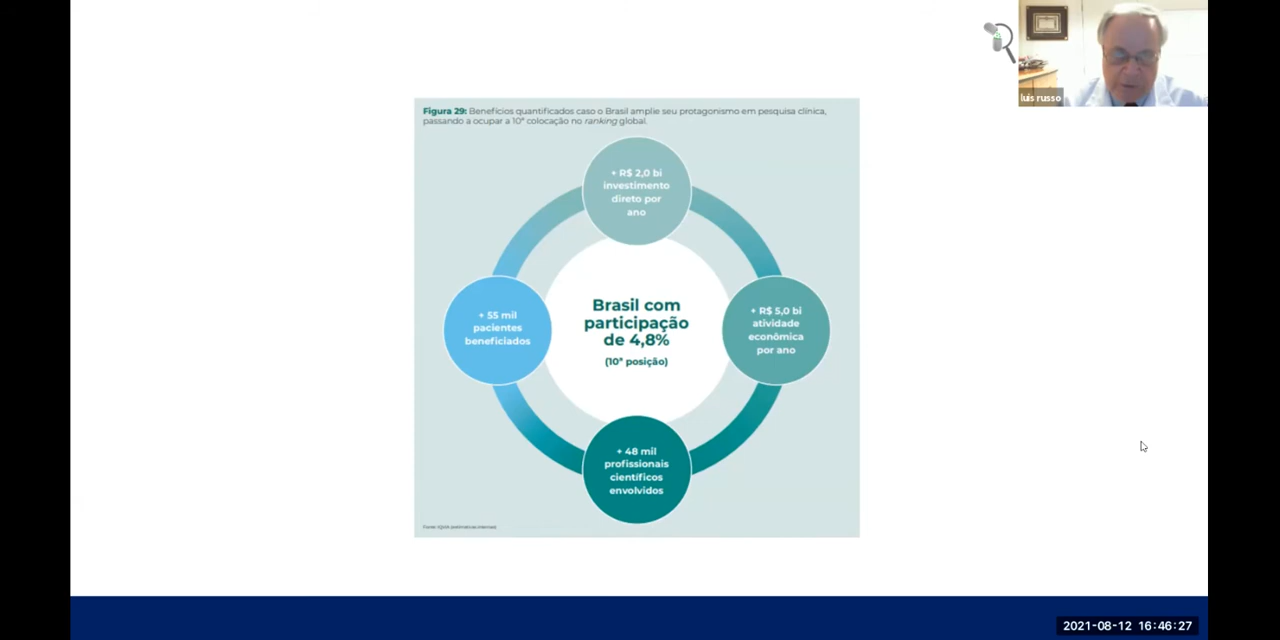 luis russo
Figura 29: Benefícios quantificados caso o Brasil amplie seu protagonismo em pesquisa clínica,
passando a ocupar a 10ª colocação no ranking global.
+ R$ 2,0 bi
investimento
direto por
ano
+ 55 mil
pacientes
beneficiados
Brasil com
participação
de 4,8%
(10ª posição)
+ R$ 5,0 bi
atividade
econômica
por ano
+ 48 mil
profissionais
científicos
envolvidos
Fonte: IQVIA
2021-08-12 16:46:27